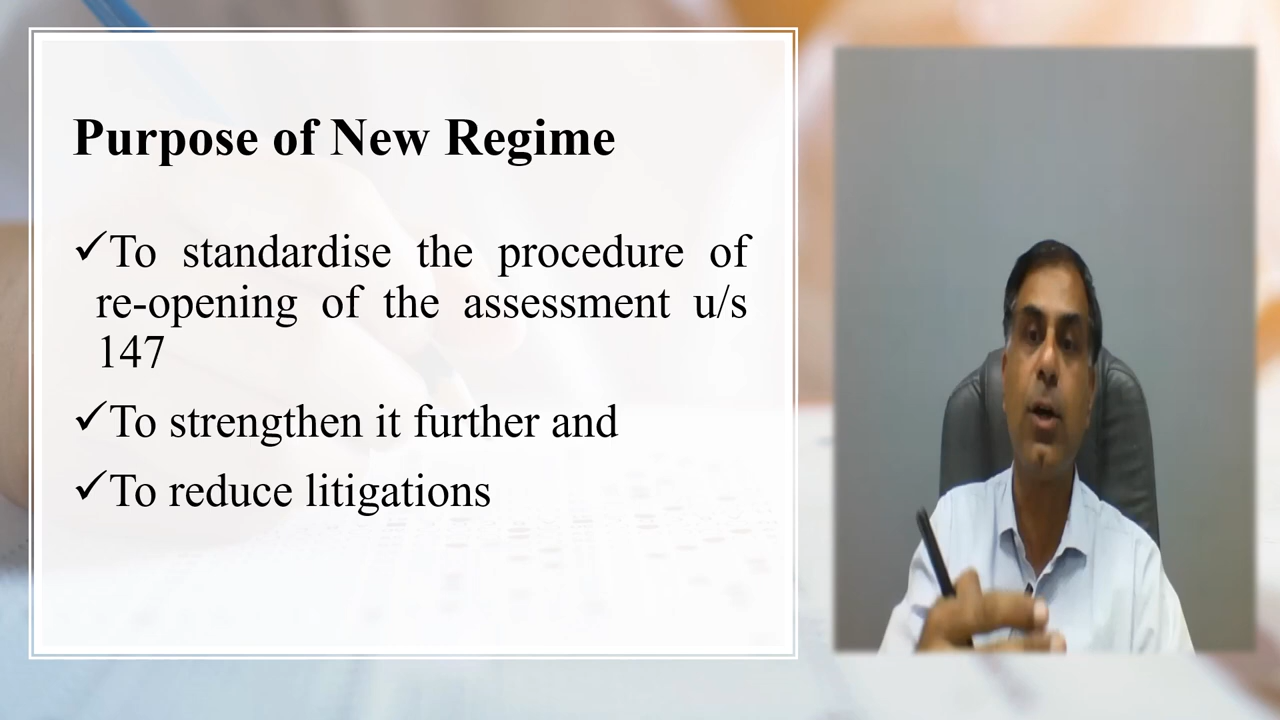 Purpose of New Regime
✓To standardise the procedure of
re-opening of the assessment u/s
147
✓To strengthen it further and
✓To reduce litigations